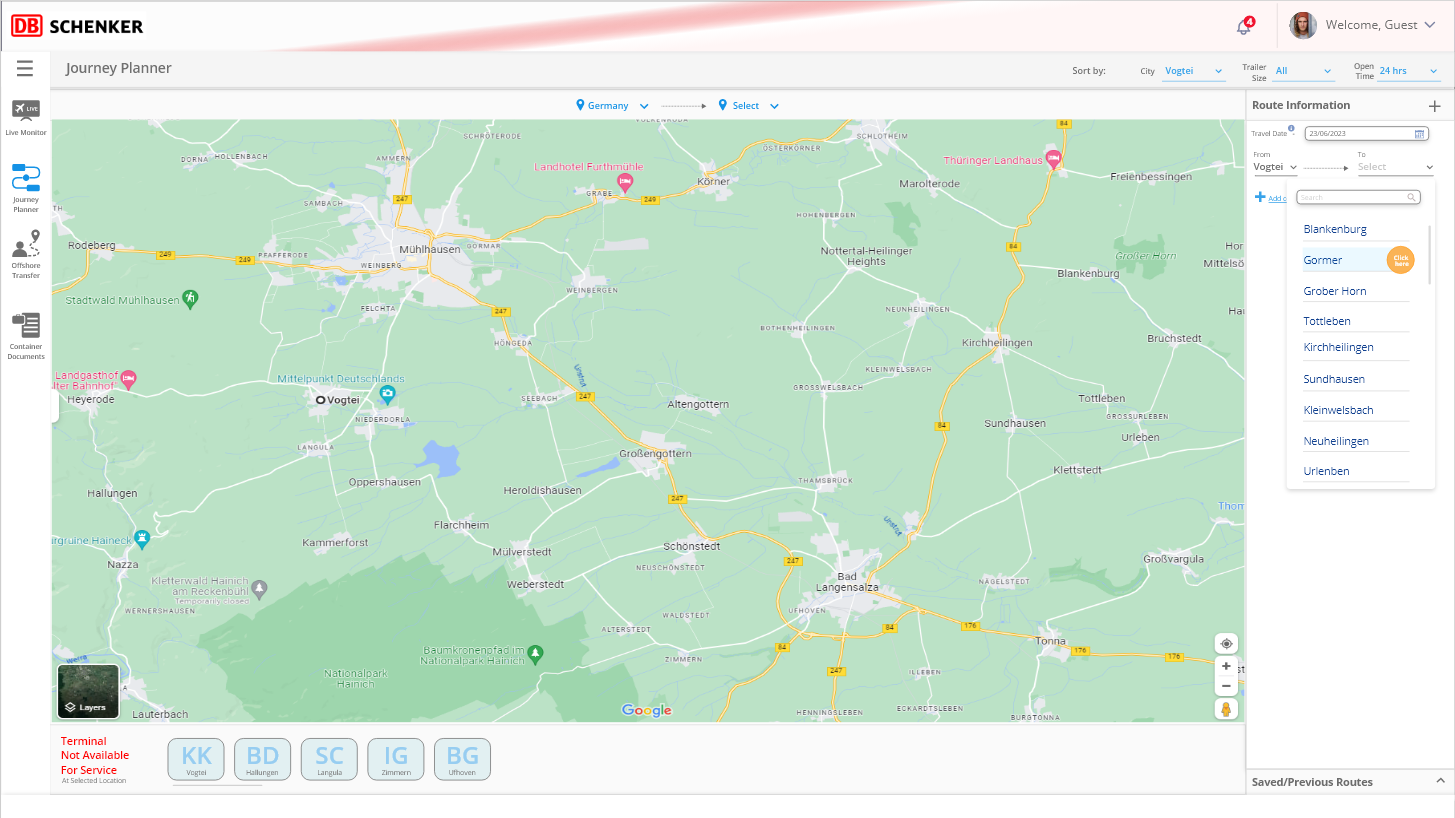 DB SCHENKER
4
Welcome, Guest
Journey Planner
Sort by:
City
Vogtei
Trailer
Size
All
Open
Time
24 hrs
LIVE
Live Monitor
Journey
Planner
Offshore
Transfer
Container
Documents
Germany
Select
VOLKENRODA
84
SCHRÖTERODE
SCHLOTHEIM
DORNA
HOLLENBACH
AMMERN
ÖSTERKÖRNER
Landhotel Furthmühle
Thüringer Landhaus
Körner
Marolterode
Freienbessingen
GRABE
249
247
SAMBACH
HOHENBERGEN
Rodeberg
249
249
PFAFFERODE
Mühlhausen
GÖRMAR
WEINBERG
Nottertal-Heilinger
Heights
84
Großer Horn
Blankenburg
Stadtwald Mühlhausen
WEINBERGEN
FELCHTA
247
NEUNHEILINGEN
BOTHENHEILINGEN
Kirchheilingen
Bruchstedt
HÖNGEDA
Landgasthof
Heyerode
Mittelpunkt Deutschlands
Vogtei
NIEDERDORLA
Unstrut
SEEBACH
247
KLEINWELSBACH
GROSSWELSBACH
Altengottern
Tottleben
GROSSURLEBEN
84
Sundhausen
Urleben
LANGULA
Großengottern
Klettstedt
Oppershausen
THAMSBRÜCK
Hallungen
Heroldishausen
247
Flarchheim
Unstrut
Kammerforst
Schönstedt
Mülverstedt
Nazza
NEUSCHÖNSTEDT
247
Großvargula
Kletterwald Hainich
am Reckenbühl
Temporarily closed
Weberstedt
Bad
Langensalza
NÄGELSTEDT
WERNERSHAUSEN
UFHOVEN
WALDSTEDT
ALTERSTEDT
84
176
Tonna
84
176
176
Baumkronenpfad im
Nationalpark Hainich
ZIMMERN
Nationalpark
Hainich
247
ILLEBEN
Werra
Layers
Lauterbach
Google
HENNINGSLEBEN
ECKARDTSLEBEN
BURGTONNA
Route Information
Travel Date
23/06/2023
From
To
Vogtei
Select
Search
Blankenburg
Gormer
Click
here
Grober Horn
Tottleben
Kirchheilingen
Sundhausen
Kleinwelsbach
Neuheilingen
Urlenben
Saved/Previous Routes
Terminal
Not Available
For Service
At Selected Location
KK
Vogtei
BD
Hallungen
SC
Langula
IG
Zimmern
BG
Ufhoven